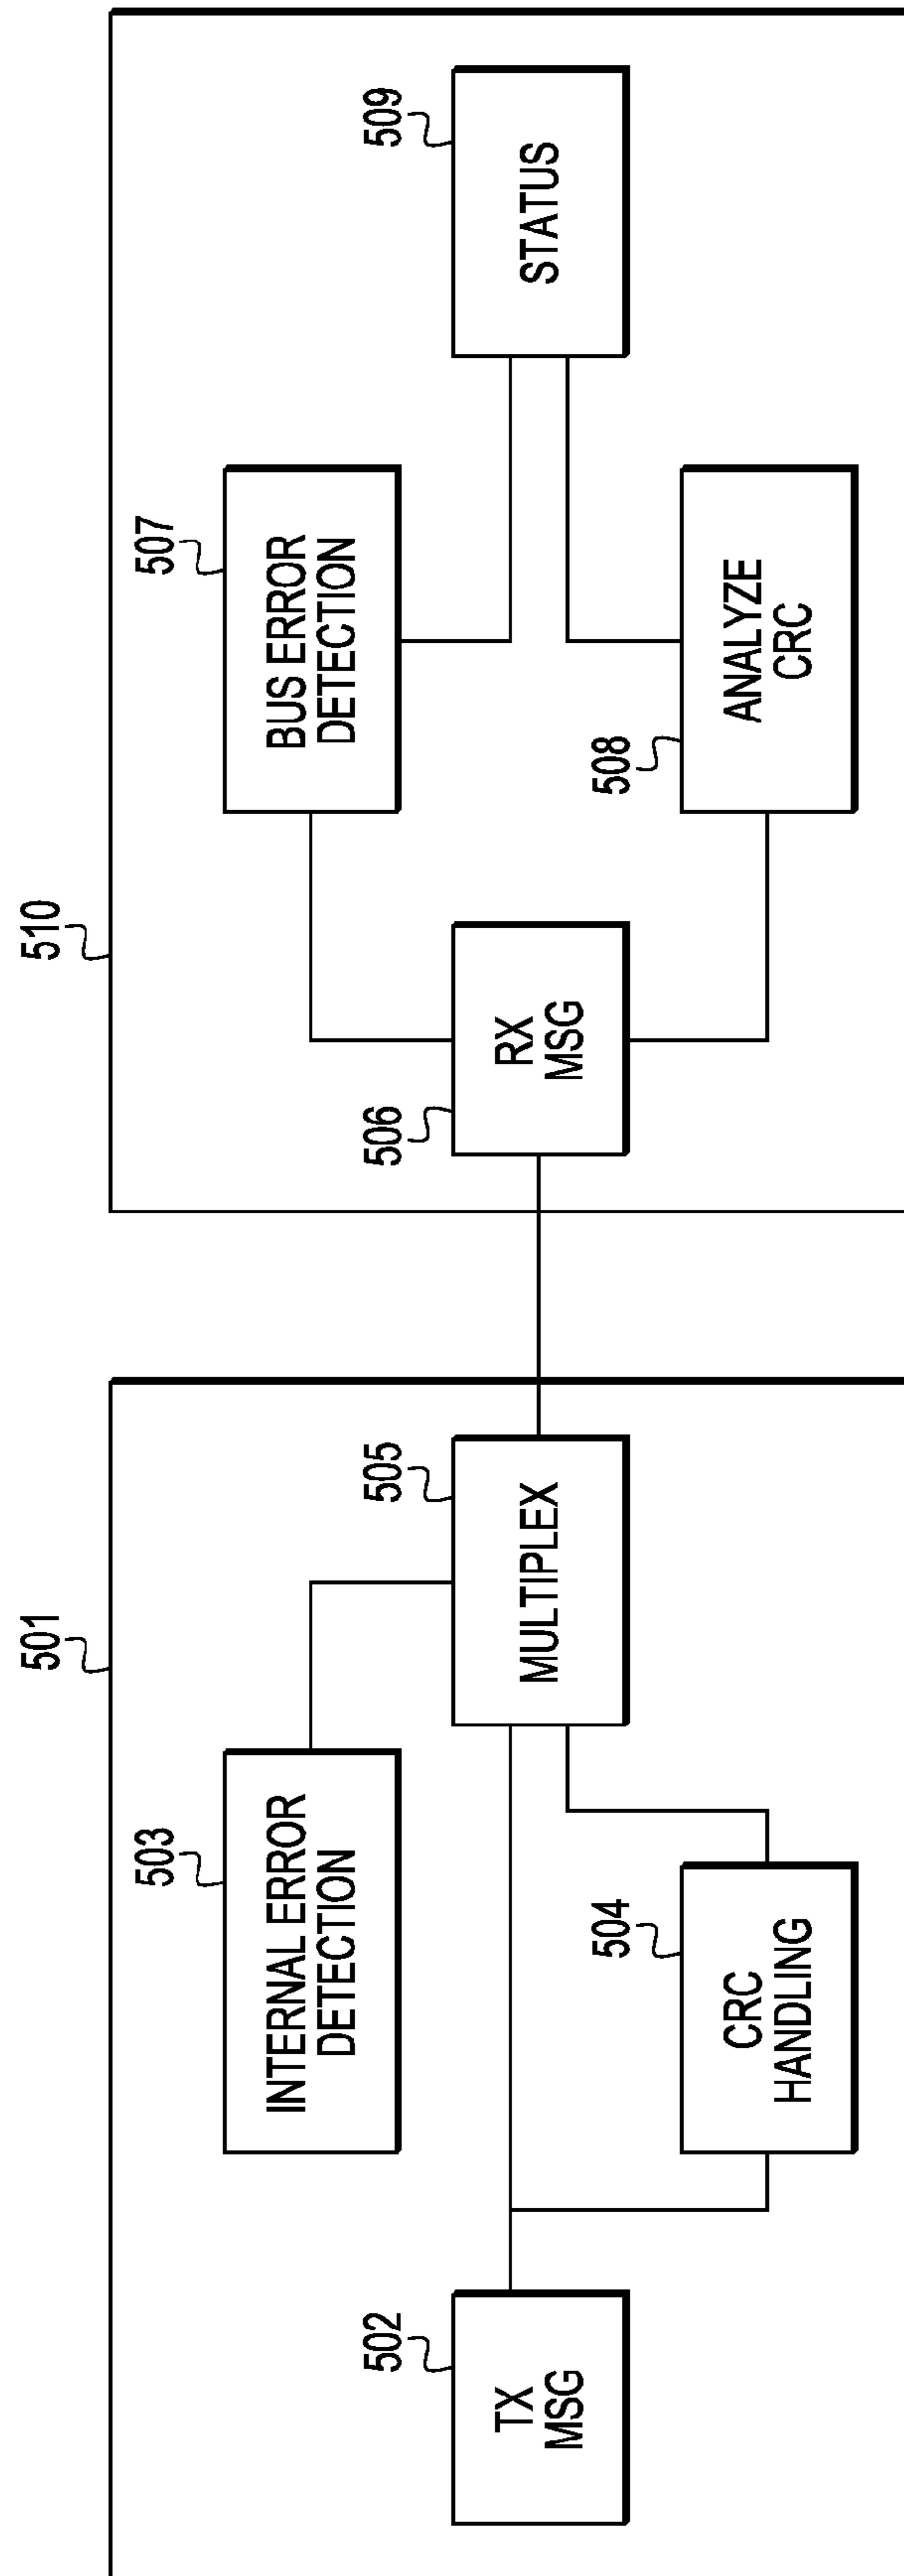 501
510
503
INTERNAL ERROR
DETECTION
507
BUS ERROR
DETECTION
502
TX
MSG
505
MULTIPLEX
506
RX
MSG
509
STATUS
504
CRC
HANDLING
508
ANALYZE
CRC